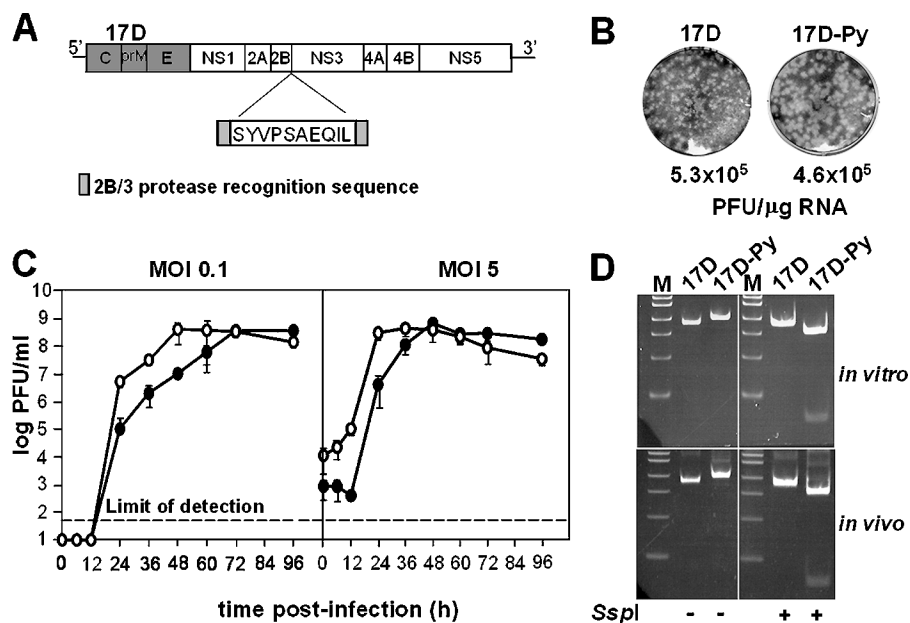 A
17D
5'
C prM E NS1 2A 2B NS3 4A 4B NS5
3'
SYVPSAEQIL
2B/3 protease recognition sequence
B
17D 17D-Py
5.3x10⁵ 4.6x10⁵
PFU/µg RNA
C
MOI 0.1 MOI 5
log PFU/ml
10
9
8
7
6
5
4
3
2
1
Limit of detection
0 12 24 36 48 60 72 84 96 0 12 24 36 48 60 72 84 96
time post-infection (h)
D
M 17D 17D-Py M 17D 17D-Py
in vitro
in vivo
SspI - - + +